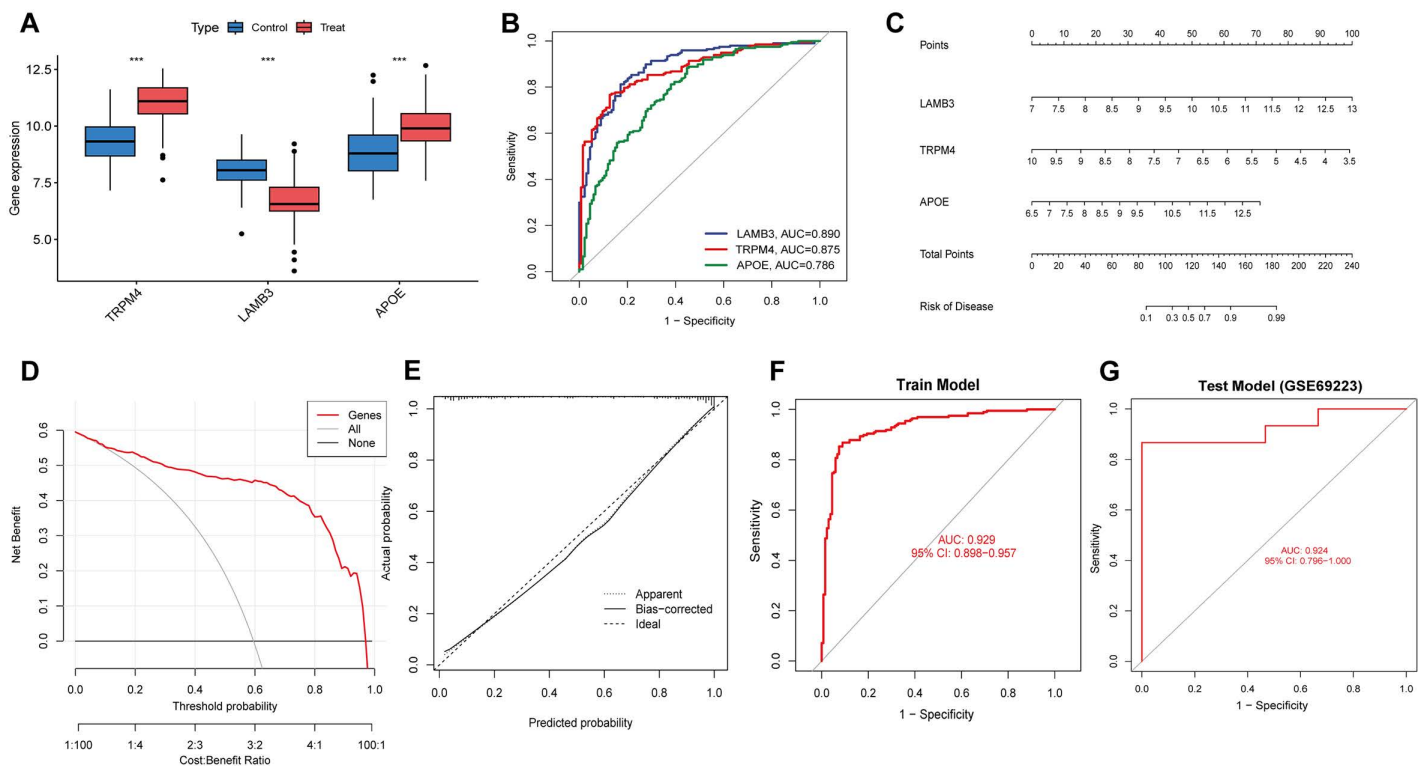 A
Type Control Treat
Gene expression
12.5
10.0
7.5
5.0
*** *** ***
TRPM4 LAMB3 APOE
B
Sensitivity
1.0
0.8
0.6
0.4
0.2
0.0
LAMB3, AUC=0.890
TRPM4, AUC=0.875
APOE, AUC=0.786
0.0 0.2 0.4 0.6 0.8 1.0
1 − Specificity
C
Points
0 10 20 30 40 50 60 70 80 90 100
LAMB3
7 7.5 8 8.5 9 9.5 10 10.5 11 11.5 12 12.5 13
TRPM4
10 9.5 9 8.5 8 7.5 7 6.5 6 5.5 5 4.5 4 3.5
APOE
6.5 7 7.5 8 8.5 9 9.5 10.5 11.5 12.5
Total Points
0 20 40 60 80 100 120 140 160 180 200 220 240
Risk of Disease
0.1 0.3 0.5 0.7 0.9 0.99
D
Net Benefit
0.6
0.5
0.4
0.3
0.2
0.1
0.0
Genes
All
None
0.0 0.2 0.4 0.6 0.8 1.0
Threshold probability
1:100 1:4 2:3 3:2 4:1 100:1
Cost:Benefit Ratio
E
Actual probability
1.0
0.8
0.6
0.4
0.2
0.0
Apparent
Bias−corrected
Ideal
0.0 0.2 0.4 0.6 0.8 1.0
Predicted probability
F
Train Model
Sensitivity
1.0
0.8
0.6
0.4
0.2
0.0
AUC: 0.929
95% CI: 0.898−0.957
0.0 0.2 0.4 0.6 0.8 1.0
1 − Specificity
G
Test Model (GSE69223)
Sensitivity
1.0
0.8
0.6
0.4
0.2
0.0
AUC: 0.924
95% CI: 0.796−1.000
0.0 0.2 0.4 0.6 0.8 1.0
1 − Specificity